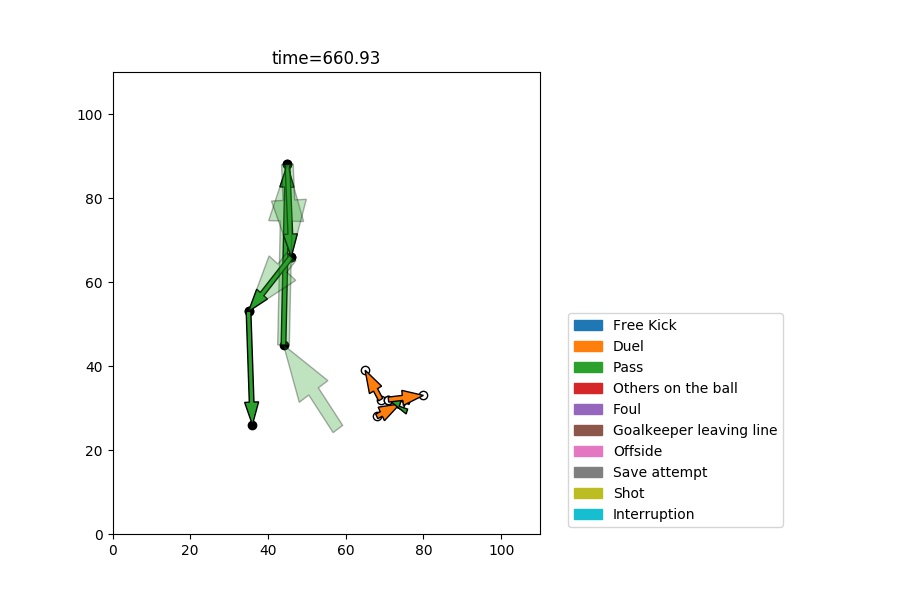 time=660.93
100
80
60
40
20
0
0 20 40 60 80 100
Free Kick
Duel
Pass
Others on the ball
Foul
Goalkeeper leaving line
Offside
Save attempt
Shot
Interruption